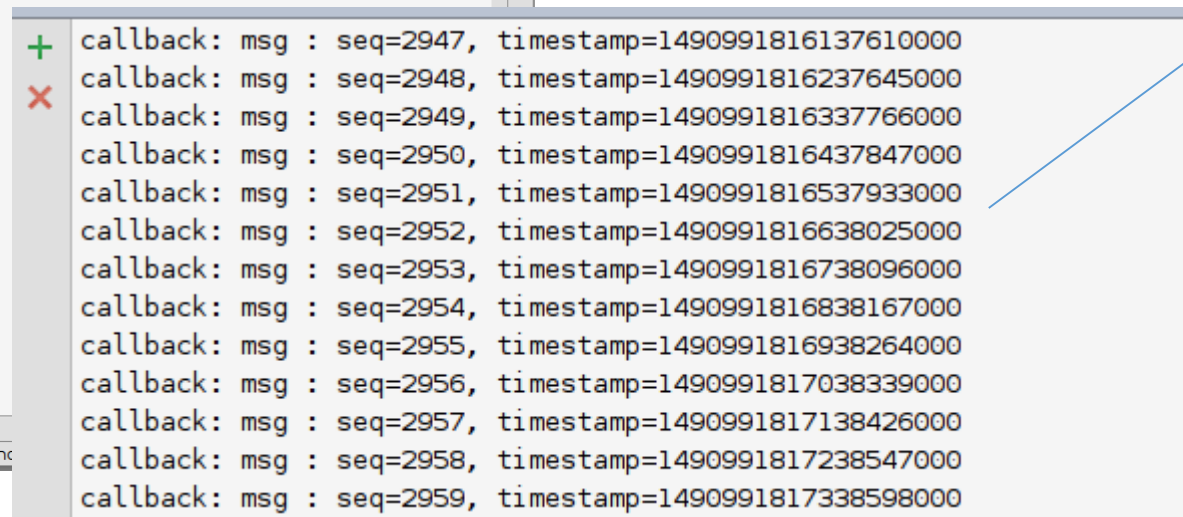 callback: msg : seq=2947, timestamp=1490991816137610000
callback: msg : seq=2948, timestamp=1490991816237645000
callback: msg : seq=2949, timestamp=1490991816337766000
callback: msg : seq=2950, timestamp=1490991816437847000
callback: msg : seq=2951, timestamp=1490991816537933000
callback: msg : seq=2952, timestamp=1490991816638025000
callback: msg : seq=2953, timestamp=1490991816738096000
callback: msg : seq=2954, timestamp=1490991816838167000
callback: msg : seq=2955, timestamp=1490991816938264000
callback: msg : seq=2956, timestamp=1490991817038339000
callback: msg : seq=2957, timestamp=1490991817138426000
callback: msg : seq=2958, timestamp=1490991817238547000
callback: msg : seq=2959, timestamp=1490991817338598000